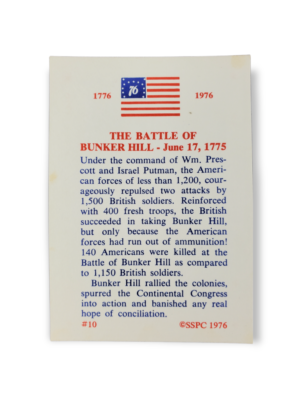 76
1776 1976
THE BATTLE OF
BUNKER HILL - June 17, 1775
Under the command of Wm. Pres-
cott and Israel Putman, the Ameri-
can forces of less than 1,200, cour-
ageously repulsed two attacks by
1,500 British soldiers. Reinforced
with 400 fresh troops, the British
succeeded in taking Bunker Hill,
but only because the American
forces had run out of ammunition!
140 Americans were killed at the
Battle of Bunker Hill as compared
to 1,150 British soldiers.
Bunker Hill rallied the colonies,
spurred the Continental Congress
into action and banished any real
hope of conciliation.
#10 ©SSPC 1976